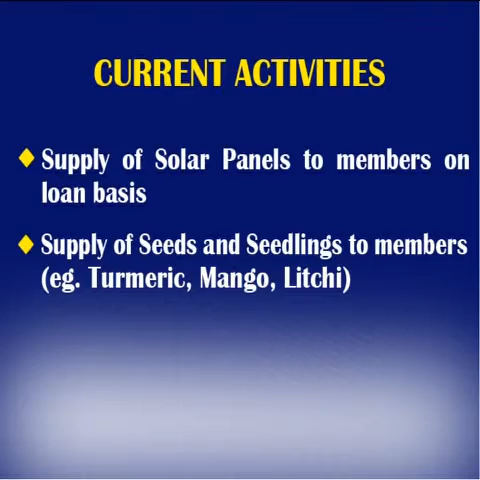 CURRENT ACTIVITIES
Supply of Solar Panels to members on
loan basis
Supply of Seeds and Seedlings to members
(eg. Turmeric, Mango, Litchi)